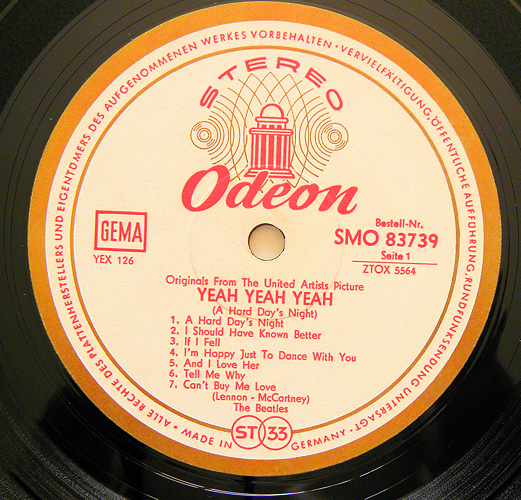 ALLE RECHTE DES PLATTENHERSTELLERS UND EIGENTÜMERS DES AUFGENOMMENEN WERKES VORBEHALTEN · VERVIELFÄLTIGUNG, ÖFFENTLICHE AUFFÜHRUNG, RUNDFUNKSENDUNG UNTERSAGT ·
STEREO
Odeon
GEMA
YEX 126
Bestell-Nr.
SMO 83739
Seite 1
ZTOX 5564
Originals From The United Artists Picture
YEAH YEAH YEAH
(A Hard Day's Night)
1. A Hard Day's Night
2. I Should Have Known Better
3. If I Fell
4. I'm Happy Just To Dance With You
5. And I Love Her
6. Tell Me Why
7. Can't Buy Me Love
(Lennon - McCartney)
The Beatles
MADE IN ST 33 GERMANY